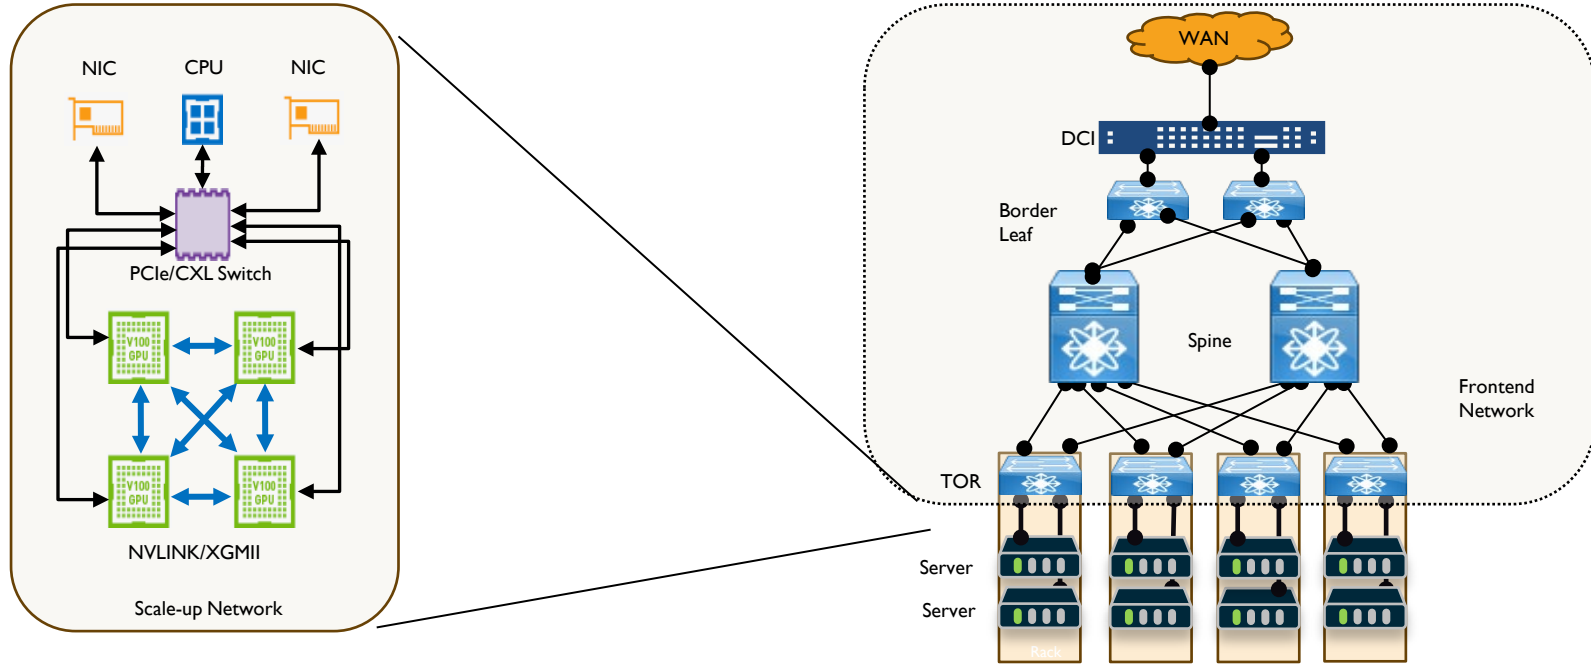 NIC
CPU
NIC
PCIe/CXL Switch
V100
GPU
V100
GPU
V100
GPU
V100
GPU
NVLINK/XGMII
Scale-up Network
WAN
DCI
Border
Leaf
Spine
Frontend
Network
TOR
Server
Server
Rack